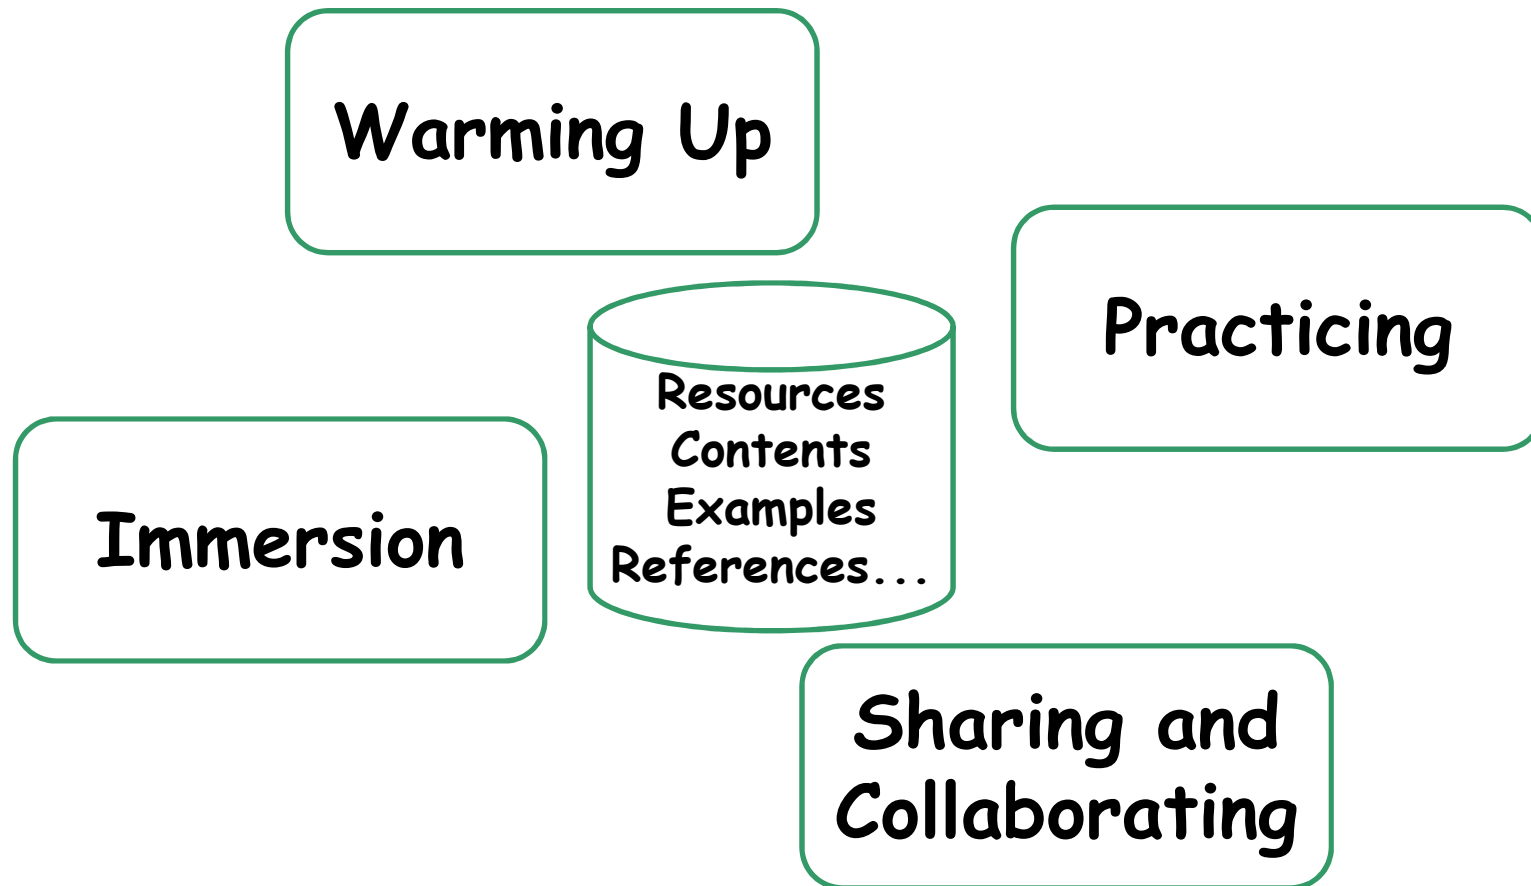 Warming Up
Practicing
Resources
Contents
Examples
References...
Immersion
Sharing and
Collaborating